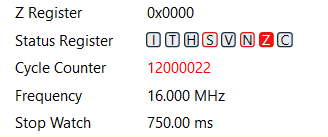 Z Register 0x0000
Status Register I T H S V N Z C
Cycle Counter 12000022
Frequency 16.000 MHz
Stop Watch 750.00 ms